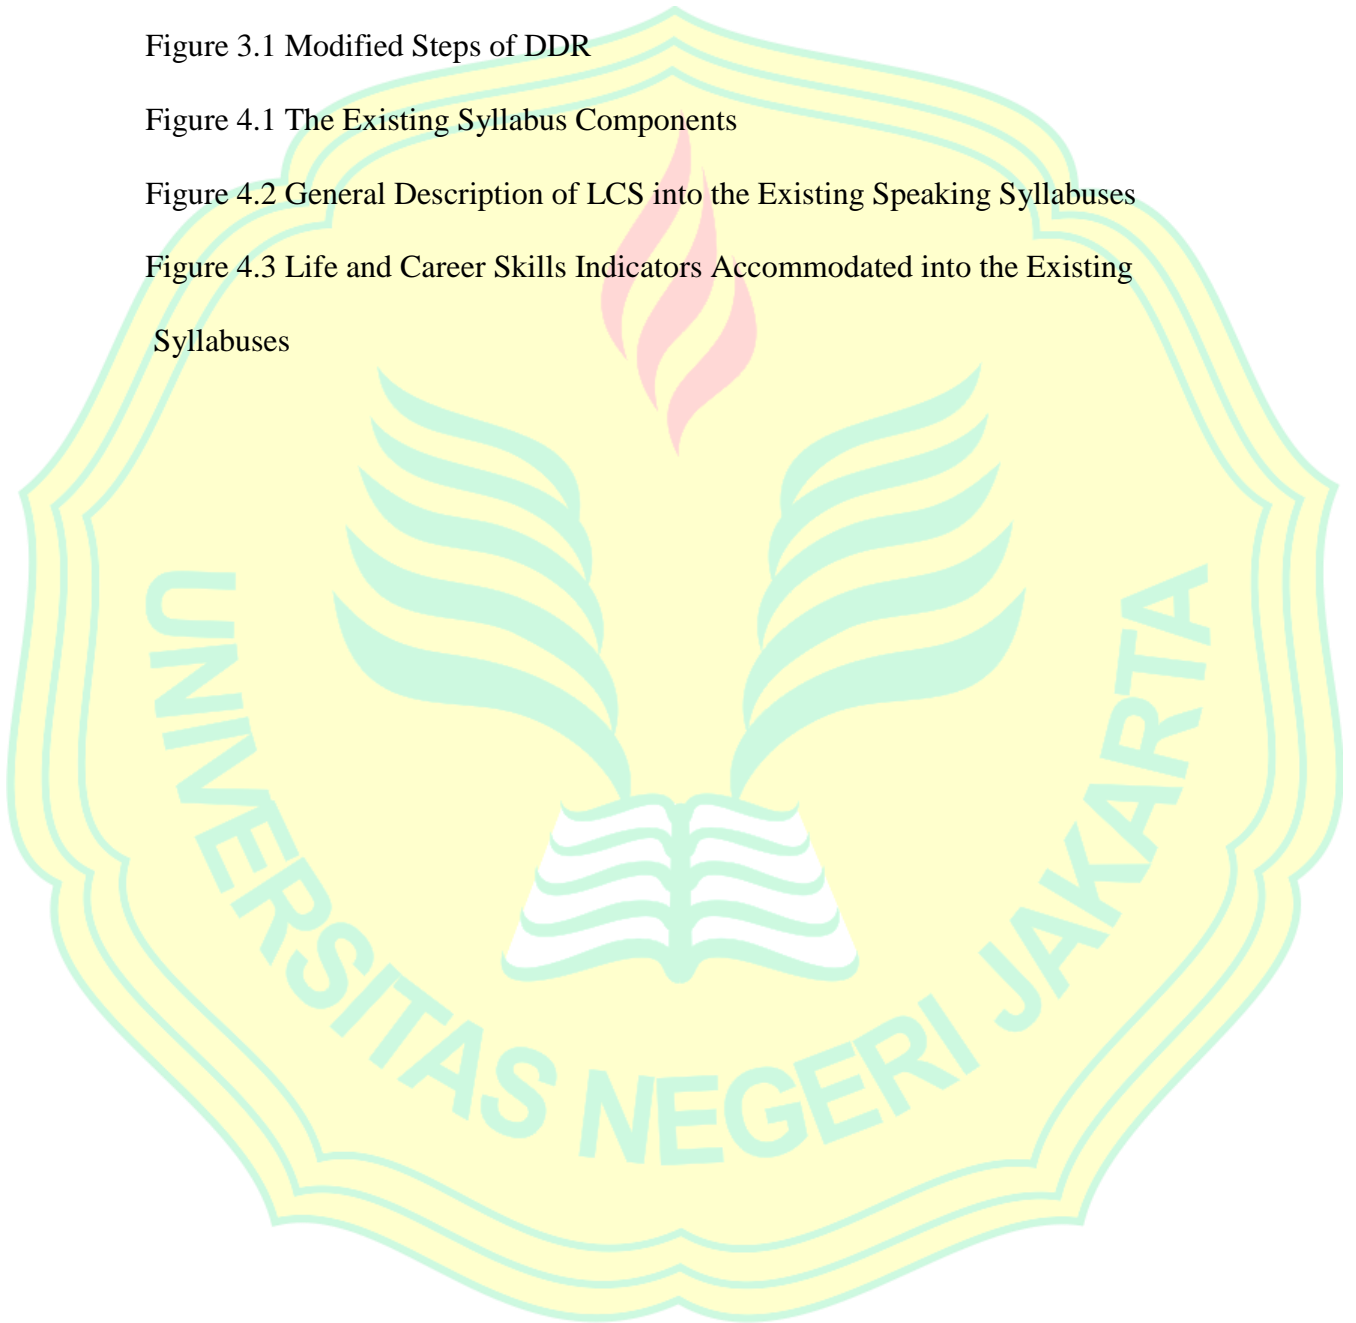 Figure 3.1 Modified Steps of DDR
Figure 4.1 The Existing Syllabus Components
Figure 4.2 General Description of LCS into the Existing Speaking Syllabuses
Figure 4.3 Life and Career Skills Indicators Accommodated into the Existing
Syllabuses
UNIVERSITAS NEGERI JAKARTA